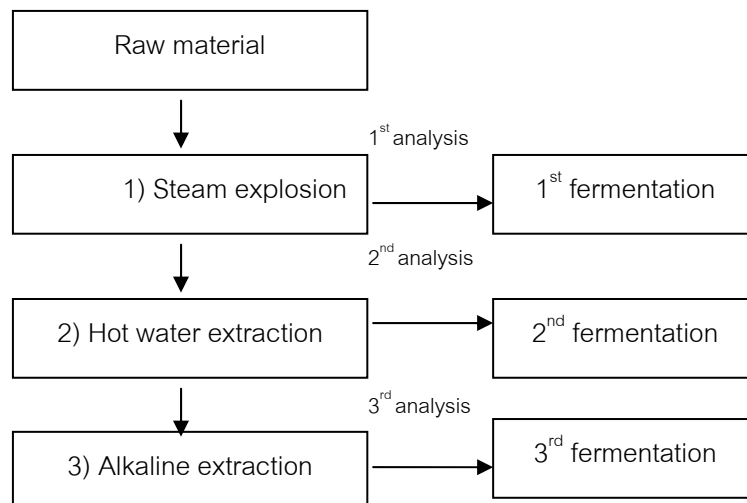 Raw material
1st analysis
1) Steam explosion
1st fermentation
2nd analysis
2) Hot water extraction
2nd fermentation
3rd analysis
3) Alkaline extraction
3rd fermentation